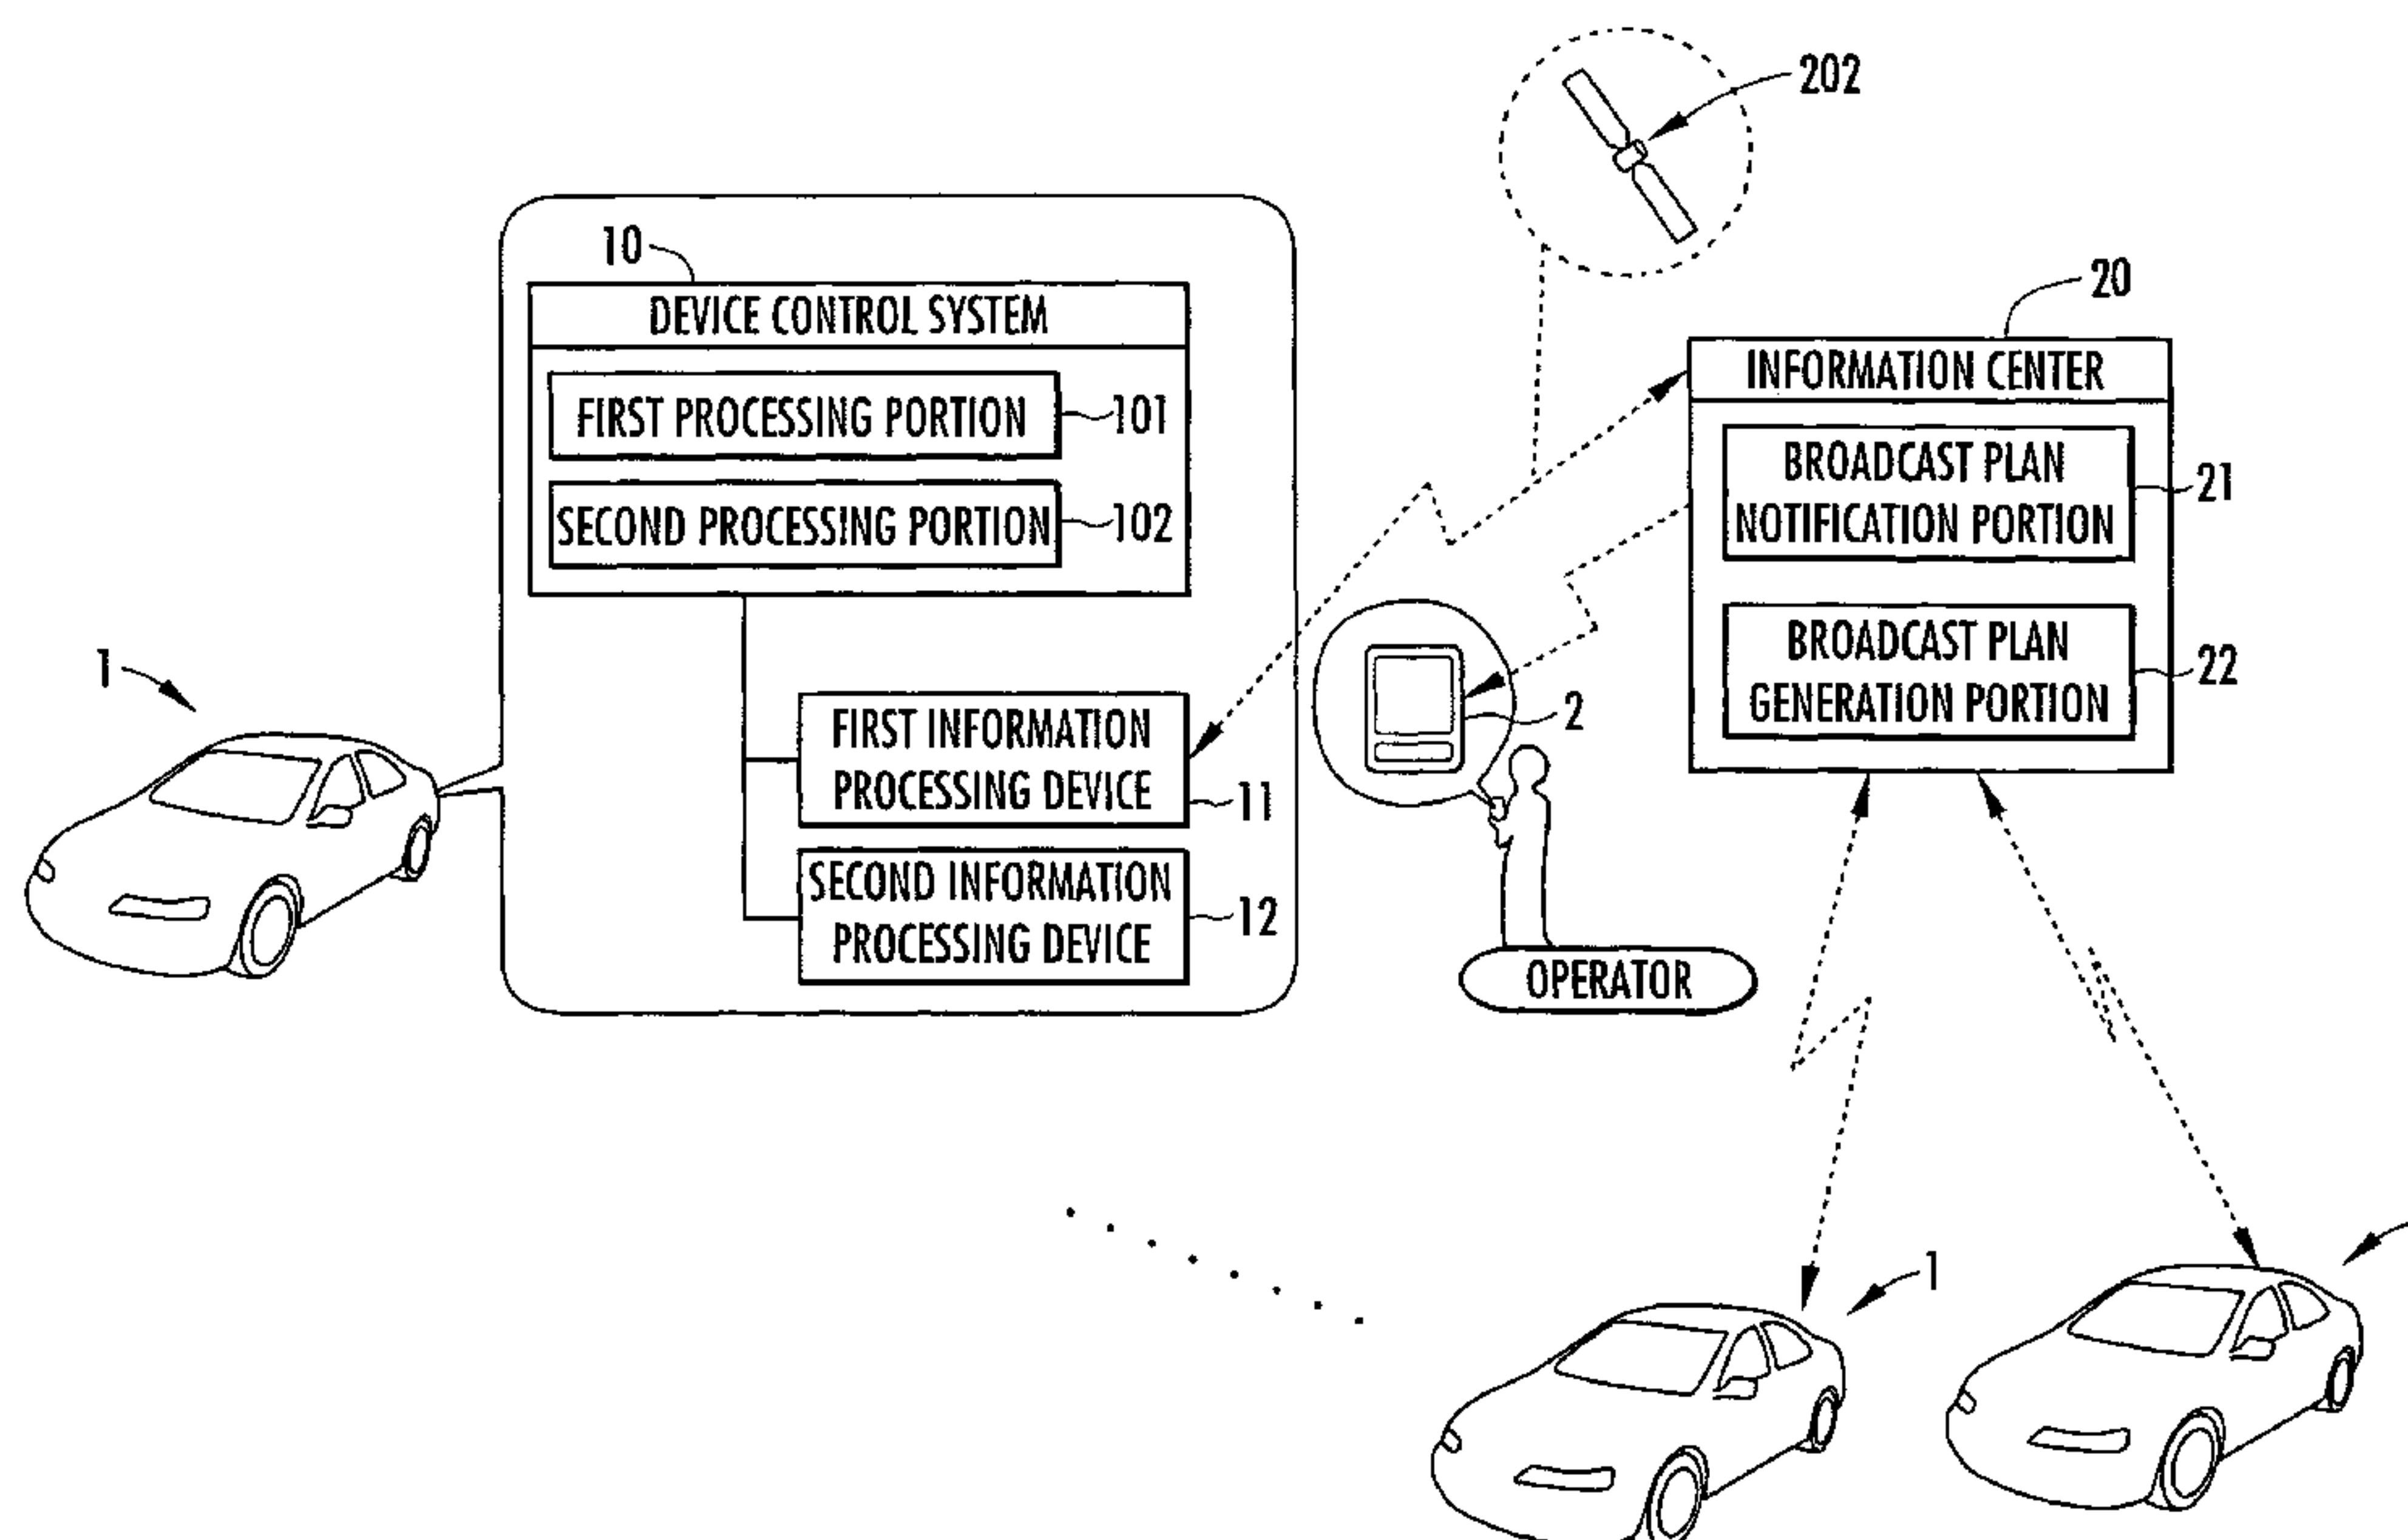 202
10
DEVICE CONTROL SYSTEM
FIRST PROCESSING PORTION
101
SECOND PROCESSING PORTION
102
20
INFORMATION CENTER
BROADCAST PLAN
NOTIFICATION PORTION
21
BROADCAST PLAN
GENERATION PORTION
22
1
FIRST INFORMATION
PROCESSING DEVICE
11
SECOND INFORMATION
PROCESSING DEVICE
12
2
OPERATOR
1